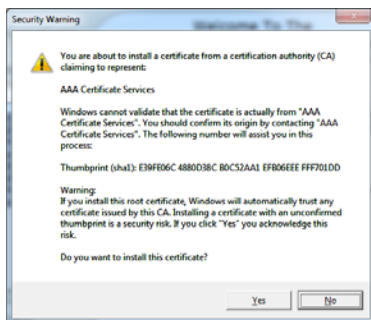 Security Warning
Welcome To The
You are about to install a certificate from a certification authority (CA)
claiming to represent:
AAA Certificate Services
Windows cannot validate that the certificate is actually from "AAA
Certificate Services". You should confirm its origin by contacting "AAA
Certificate Services". The following number will assist you in this
process:
Thumbprint (sha1): E39FE06C 4880D38C B0C52AA1 EFB06EEE FFF701DD
Warning:
If you install this root certificate, Windows will automatically trust any
certificate issued by this CA. Installing a certificate with an unconfirmed
thumbprint is a security risk. If you click "Yes" you acknowledge this
risk.
Do you want to install this certificate?
Yes
No